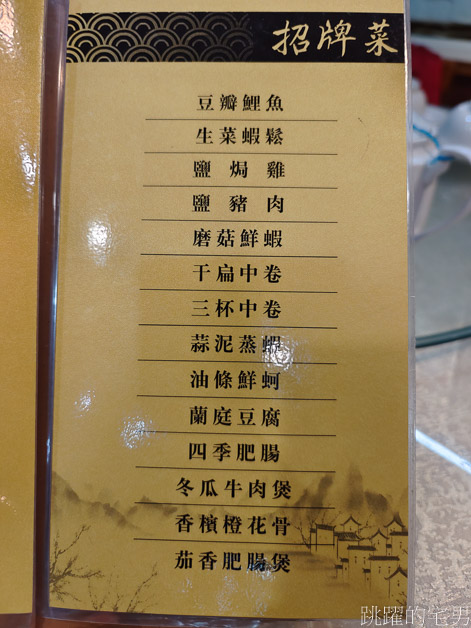 招牌菜
豆瓣鯉魚
生菜蝦鬆
鹽焗雞
鹽豬肉
磨菇鮮蝦
干扁中卷
三杯中卷
蒜泥蒸蝦
油條鮮蚵
蘭庭豆腐
四季肥腸
冬瓜牛肉煲
香檳橙花骨
茄香肥腸煲
跳躍的宅男